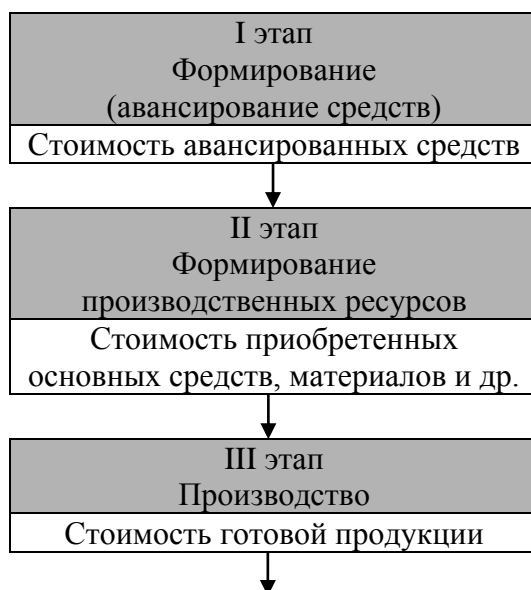 I этап
Формирование
(авансирование средств)
Стоимость авансированных средств
II этап
Формирование
производственных ресурсов
Стоимость приобретенных
основных средств, материалов и др.
III этап
Производство
Стоимость готовой продукции